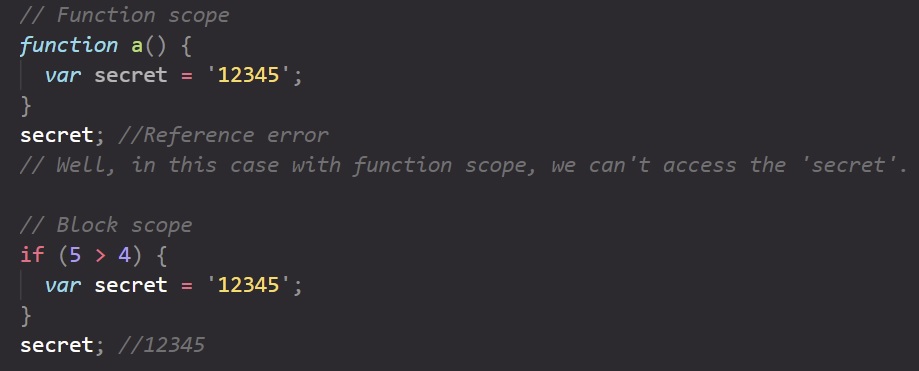 // Function scope
function a() {
  var secret = '12345';
}
secret; //Reference error
// Well, in this case with function scope, we can't access the 'secret'.
// Block scope
if (5 > 4) {
  var secret = '12345';
}
secret; //12345